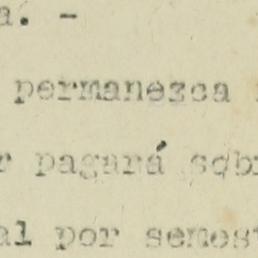 a. -
permanezca
r pagará sobr
al por semest